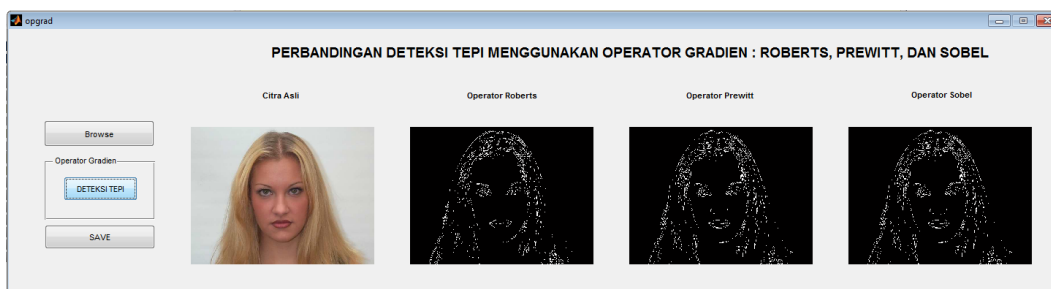 opgrad
PERBANDINGAN DETEKSI TEPI MENGGUNAKAN OPERATOR GRADIEN : ROBERTS, PREWITT, DAN SOBEL
Citra Asli
Operator Roberts
Operator Prewitt
Operator Sobel
Browse
Operator Gradien
DETEKSI TEPI
SAVE